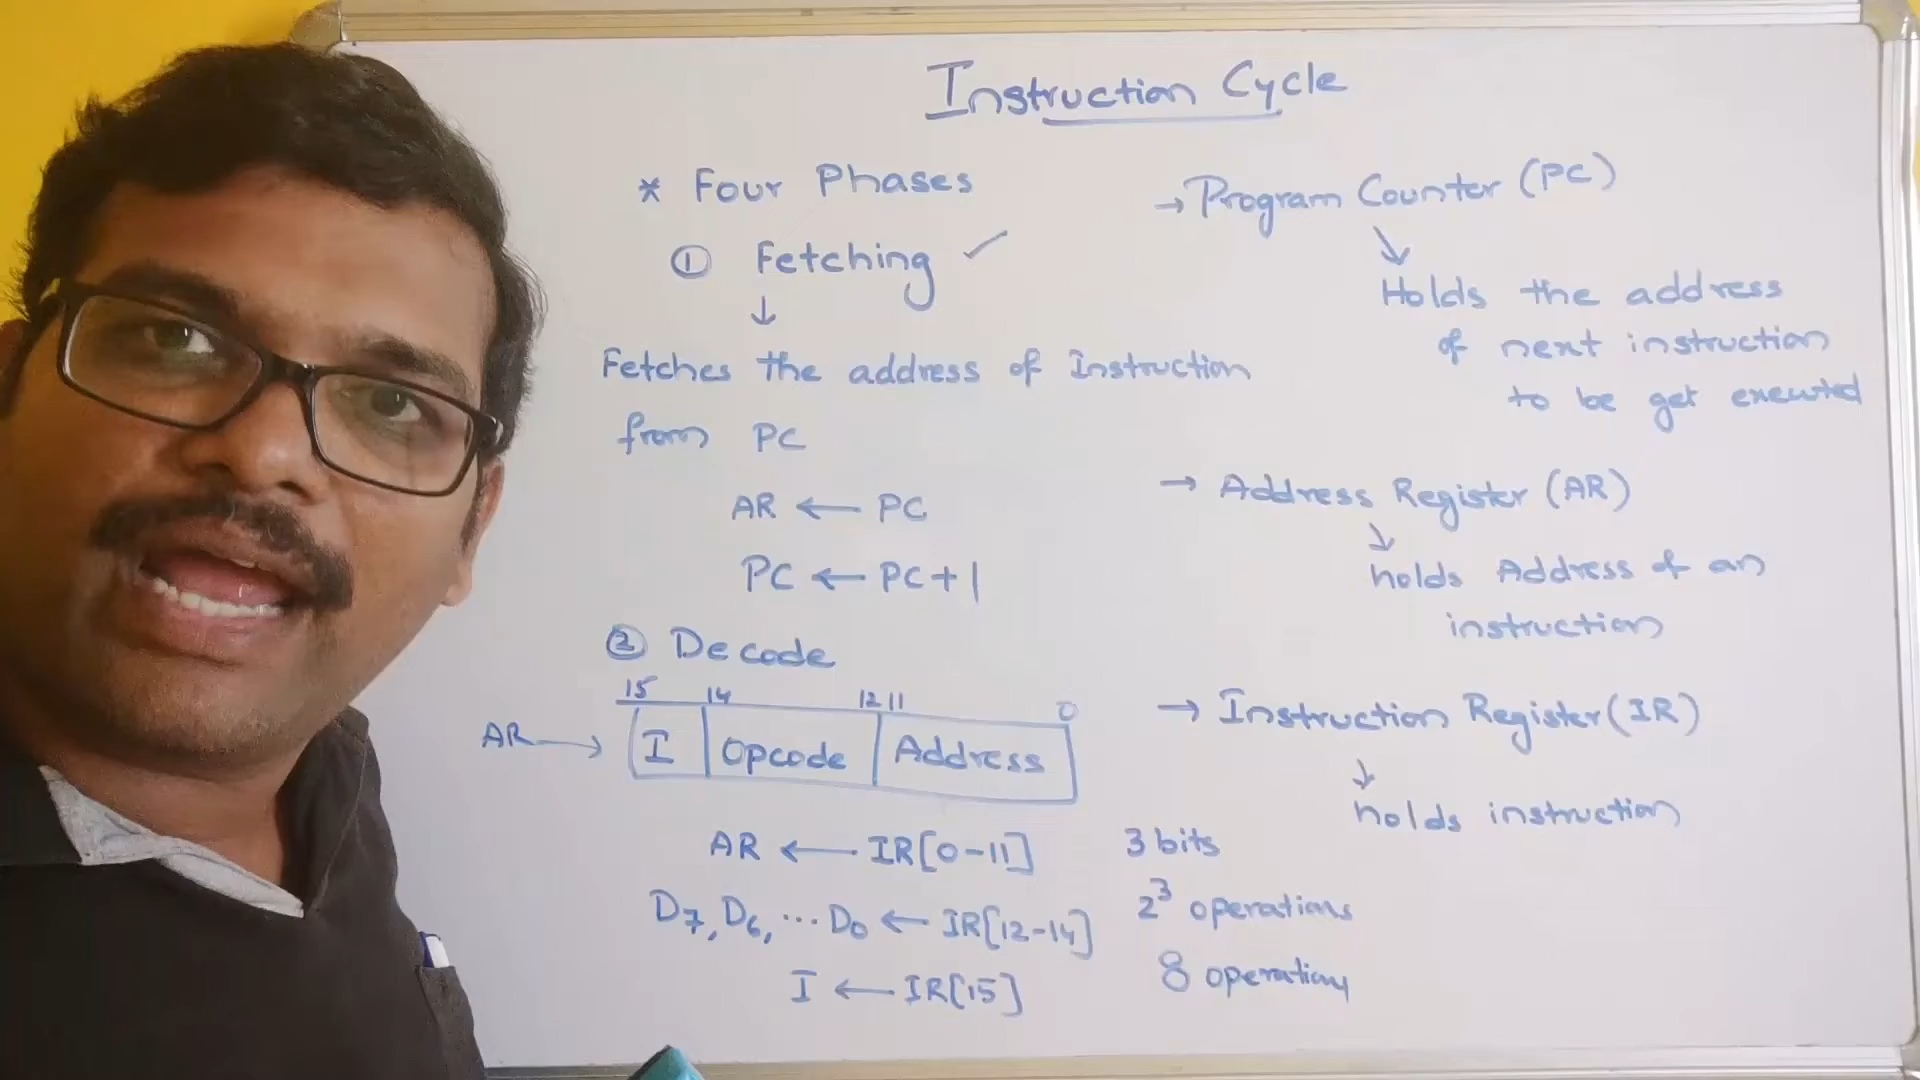 Instruction Cycle
* Four Phases
① Fetching ✓
↓
Fetches the address of Instruction
from PC
AR ← PC
PC ← PC+1
② Decode
15 14 12 11 0
AR → I Opcode Address
AR ← IR[0-11]
D7, D6, ... D0 ← IR[12-14]
I ← IR[15]
3 bits
2³ operations
8 operations
→ Program Counter (PC)
↓
Holds the address
of next instruction
to be get executed
→ Address Register (AR)
↓
holds Address of an
instruction
→ Instruction Register (IR)
↓
holds instruction